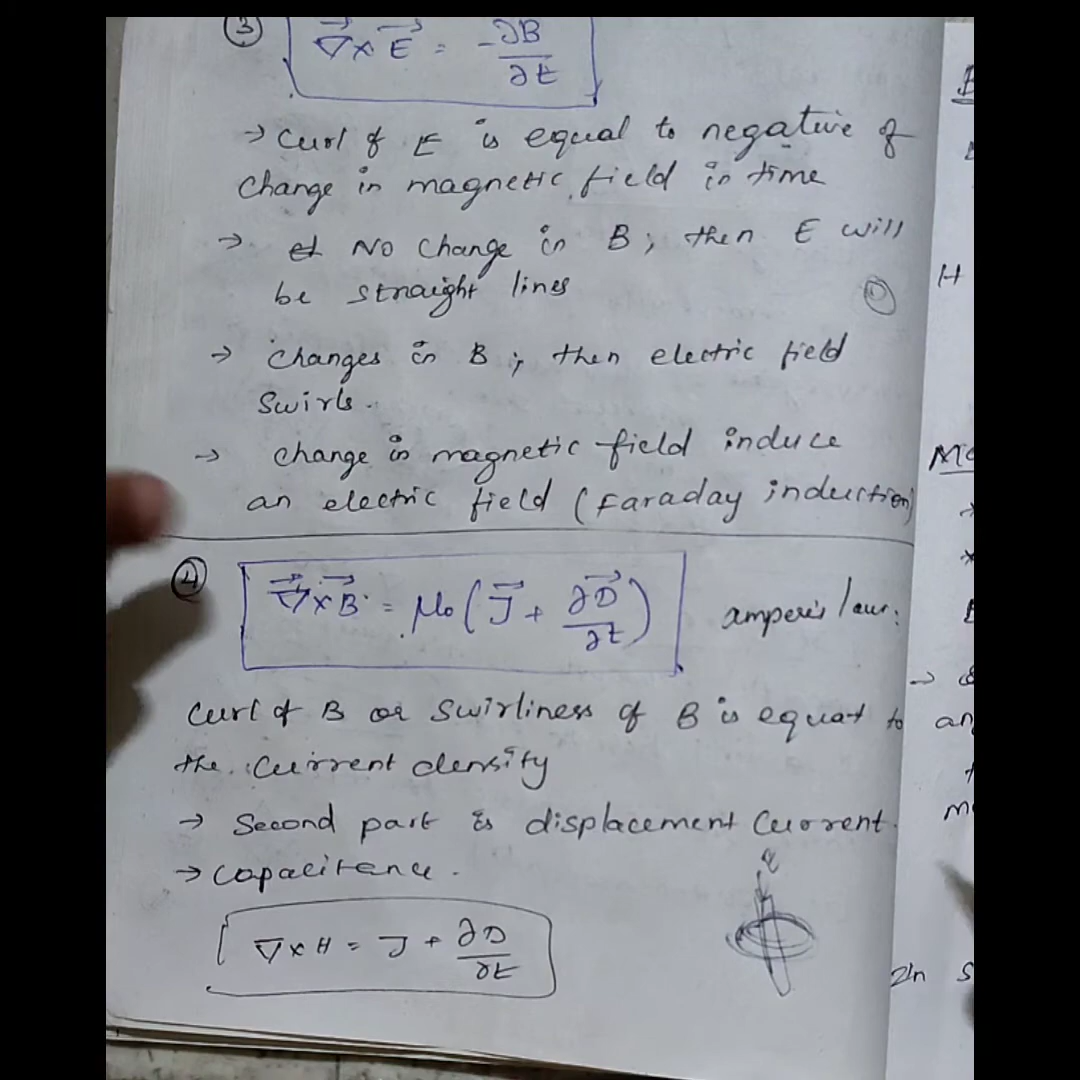 ③ ∇⃗ × E⃗ = -∂B/∂t
→ Curl of E is equal to negative of
change in magnetic field in time
→ No change in B; then E will
be straight lines
→ changes in B; then electric field
swirls.
→ change in magnetic field induce
an electric field (Faraday induction)
④ ∇⃗ × B⃗ = μ₀(J⃗ + ∂D⃗/∂t) ampere's law:
Curl of B or swirliness of B is equal to
the current density
→ Second part is displacement current.
→ capacitance.
∇ × H = J + ∂D/∂t
H
an
In S